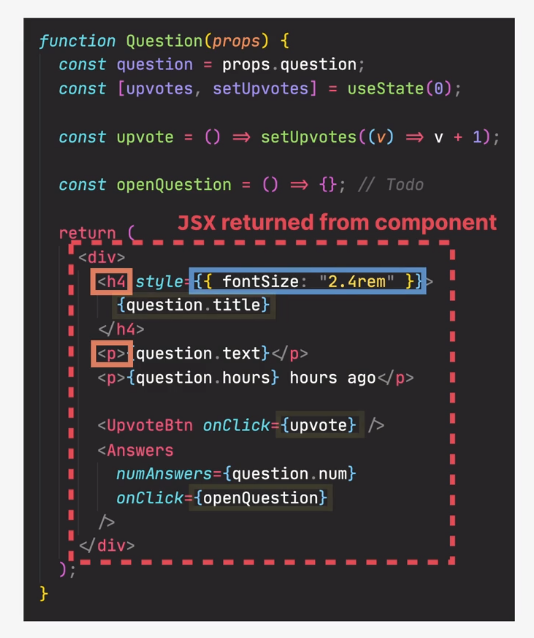 function Question(props) {
const question = props.question;
const [upvotes, setUpvotes] = useState(0);
const upvote = () ⇒ setUpvotes((v) ⇒ v + 1);
const openQuestion = () ⇒ {}; // Todo
return (
JSX returned from component
<div>
<h4 style={{ fontSize: "2.4rem" }}>
{question.title}
</h4>
<p>{question.text}</p>
<p>{question.hours} hours ago</p>
<UpvoteBtn onClick={upvote} />
<Answers
numAnswers={question.num}
onClick={openQuestion}
/>
</div>
);
}